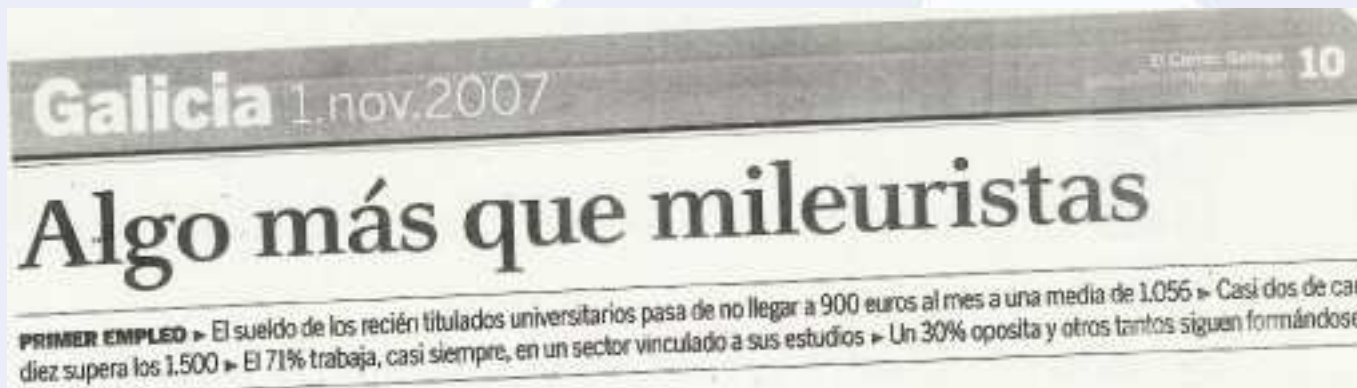 Galicia 1.nov.2007
El Correo Gallego 10
Algo más que mileuristas
PRIMER EMPLEO ► El sueldo de los recién titulados universitarios pasa de no llegar a 900 euros al mes a una media de 1.056 ► Casi dos de ca
diez supera los 1.500 ► El 71% trabaja, casi siempre, en un sector vinculado a sus estudios ► Un 30% oposita y otros tantos siguen formándose